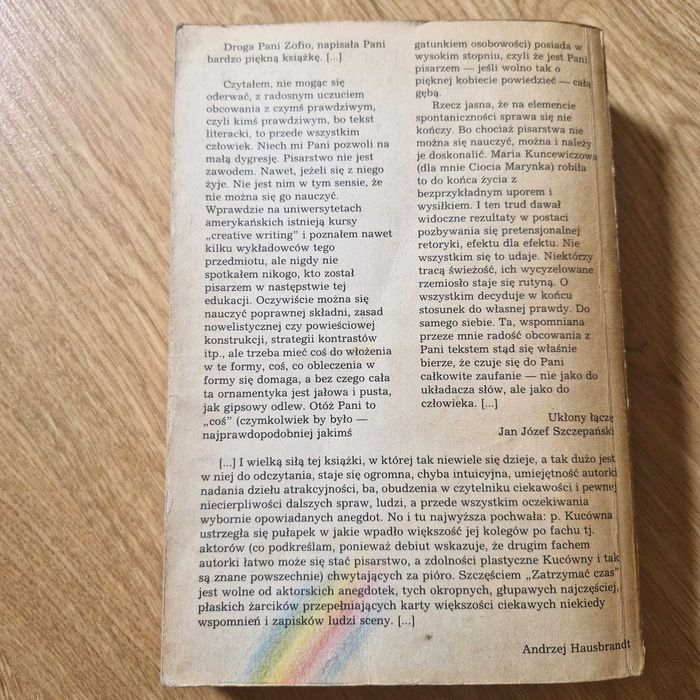 Droga Pani Zofio, napisała Pani
bardzo piękną książkę. [...]
Czytałem, nie mogąc się
oderwać, z radosnym uczuciem
obcowania z czymś prawdziwym,
czyli kimś prawdziwym, bo tekst
literacki, to przede wszystkim
człowiek. Niech mi Pani pozwoli na
małą dygresję. Pisarstwo nie jest
zawodem. Nawet, jeżeli się z niego
żyje. Nie jest nim w tym sensie, że
nie można się go nauczyć.
Wprawdzie na uniwersytetach
amerykańskich istnieją kursy
„creative writing" i poznałem nawet
kilku wykładowców tego
przedmiotu, ale nigdy nie
spotkałem nikogo, kto został
pisarzem w następstwie tej
edukacji. Oczywiście można się
nauczyć poprawnej składni, zasad
nowelistycznej czy powieściowej
konstrukcji, strategii kontrastów
itp., ale trzeba mieć coś do włożenia
w te formy, coś, co obleczenia w
formy się domaga, a bez czego cała
ta ornamentyka jest jałowa i pusta,
jak gipsowy odlew. Otóż Pani to
„coś" (czymkolwiek by było —
najprawdopodobniej jakimś
gatunkiem osobowości) posiada w
wysokim stopniu, czyli że jest Pani
pisarzem — jeśli wolno tak o
pięknej kobiecie powiedzieć — całą
gębą.
Rzecz jasna, że na elemencie
spontaniczności sprawa się nie
kończy. Bo chociaż pisarstwa nie
można się nauczyć, można i należy
je doskonalić. Maria Kuncewiczowa
(dla mnie Ciocia Marynka) robiła
to do końca życia z
bezprzykładnym uporem i
wysiłkiem. I ten trud dawał
widoczne rezultaty w postaci
pozbywania się pretensjonalnej
retoryki, efektu dla efektu. Nie
wszystkim się to udaje. Niektórzy
tracą świeżość, ich wycyzelowane
rzemiosło staje się rutyną. O
wszystkim decyduje w końcu
stosunek do własnej prawdy. Do
samego siebie. Ta, wspomniana
przeze mnie radość obcowania z
Pani tekstem stąd się właśnie
bierze, że czuje się do Pani
całkowite zaufanie — nie jako do
układacza słów, ale jako do
człowieka. [...]
Ukłony łączę
Jan Józef Szczepański
[...] I wielką siłą tej książki, w której tak niewiele się dzieje, a tak dużo jest
w niej do odczytania, staje się ogromna, chyba intuicyjna, umiejętność autorki
nadania dziełu atrakcyjności, ba, obudzenia w czytelniku ciekawości i pewnej
niecierpliwości dalszych spraw, ludzi, a przede wszystkim oczekiwania
wybornie opowiadanych anegdot. No i tu najwyższa pochwała: p. Kucówna
ustrzegła się pułapek w jakie wpadło większość jej kolegów po fachu tj.
aktorów (co podkreślam, ponieważ debiut wskazuje, że drugim fachem
autorki łatwo może się stać pisarstwo, a zdolności plastyczne Kucówny i tak
są znane powszechnie) chwytających za pióro. Szczęściem „Zatrzymać czas"
jest wolne od aktorskich anegdotek, tych okropnych, głupawych najczęściej,
płaskich żarcików przepełniających karty większości ciekawych niekiedy
wspomnień i zapisków ludzi sceny. [...]
Andrzej Hausbrandt